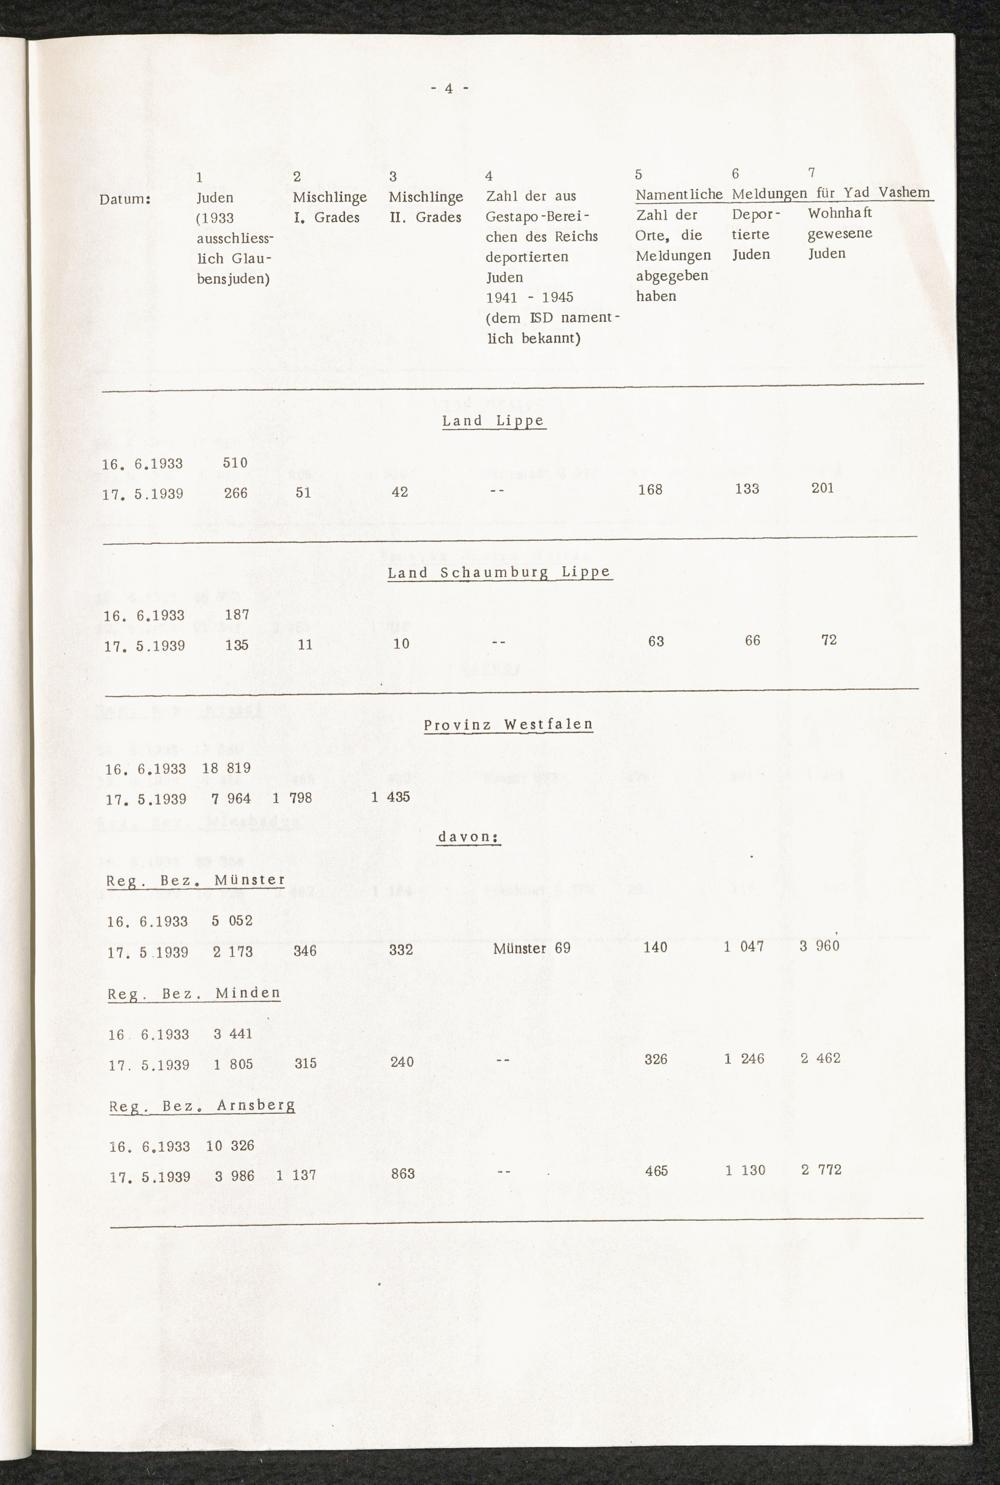 - 4 -
1 2 3 4 5 6 7
Datum: Juden Mischlinge Mischlinge Zahl der aus Namentliche Meldungen für Yad Vashem
(1933 I. Grades II. Grades Gestapo-Berei- Zahl der Depor- Wohnhaft
ausschliess- chen des Reichs Orte, die tierte gewesene
lich Glau- deportierten Meldungen Juden Juden
bensjuden) Juden abgegeben
1941 - 1945 haben
(dem ISD nament-
lich bekannt)
Land Lippe
16. 6.1933 510
17. 5.1939 266 51 42 -- 168 133 201
Land Schaumburg Lippe
16. 6.1933 187
17. 5.1939 135 11 10 -- 63 66 72
Provinz Westfalen
16. 6.1933 18 819
17. 5.1939 7 964 1 798 1 435
davon:
Reg. Bez. Münster
16. 6.1933 5 052
17. 5.1939 2 173 346 332 Münster 69 140 1 047 3 960
Reg. Bez. Minden
16 6.1933 3 441
17. 5.1939 1 805 315 240 -- 326 1 246 2 462
Reg. Bez. Arnsberg
16. 6.1933 10 326
17. 5.1939 3 986 1 137 863 -- 465 1 130 2 772